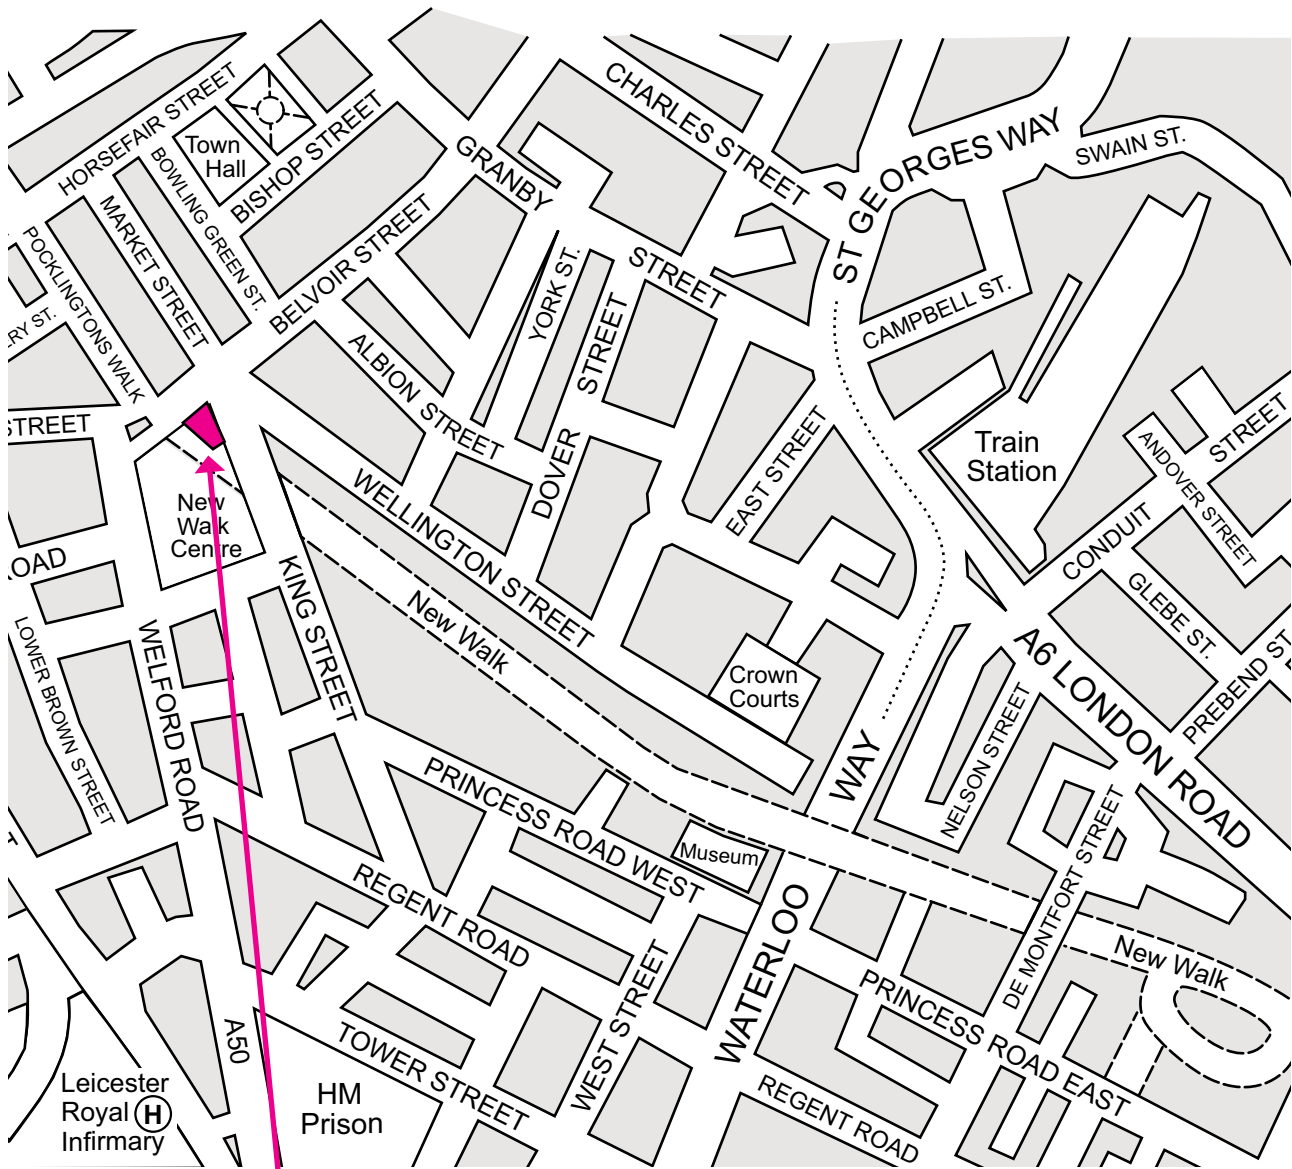 CHARLES STREET
ST GEORGES WAY
SWAIN ST.
HORSEFAIR STREET
Town
Hall
BISHOP STREET
BOWLING GREEN ST.
MARKET STREET
POCKLINGTONS WALK
RY ST.
GRANBY
STREET
BELVOIR STREET
YORK ST.
CAMPBELL ST.
ALBION STREET
DOVER STREET
EAST STREET
STREET
Train
Station
CONDUIT STREET
ANDOVER STREET
GLEBE ST.
PREBEND ST.
New
Walk
Centre
WELLINGTON STREET
KING STREET
New Walk
OAD
LOWER BROWN STREET
WELFORD ROAD
Crown
Courts
A6 LONDON ROAD
NELSON STREET
WATERLOO WAY
PRINCESS ROAD WEST
Museum
DE MONTFORT STREET
REGENT ROAD
New Walk
WEST STREET
PRINCESS ROAD EAST
A50
TOWER STREET
REGENT ROAD
HM
Prison
Leicester
Royal H
Infirmary